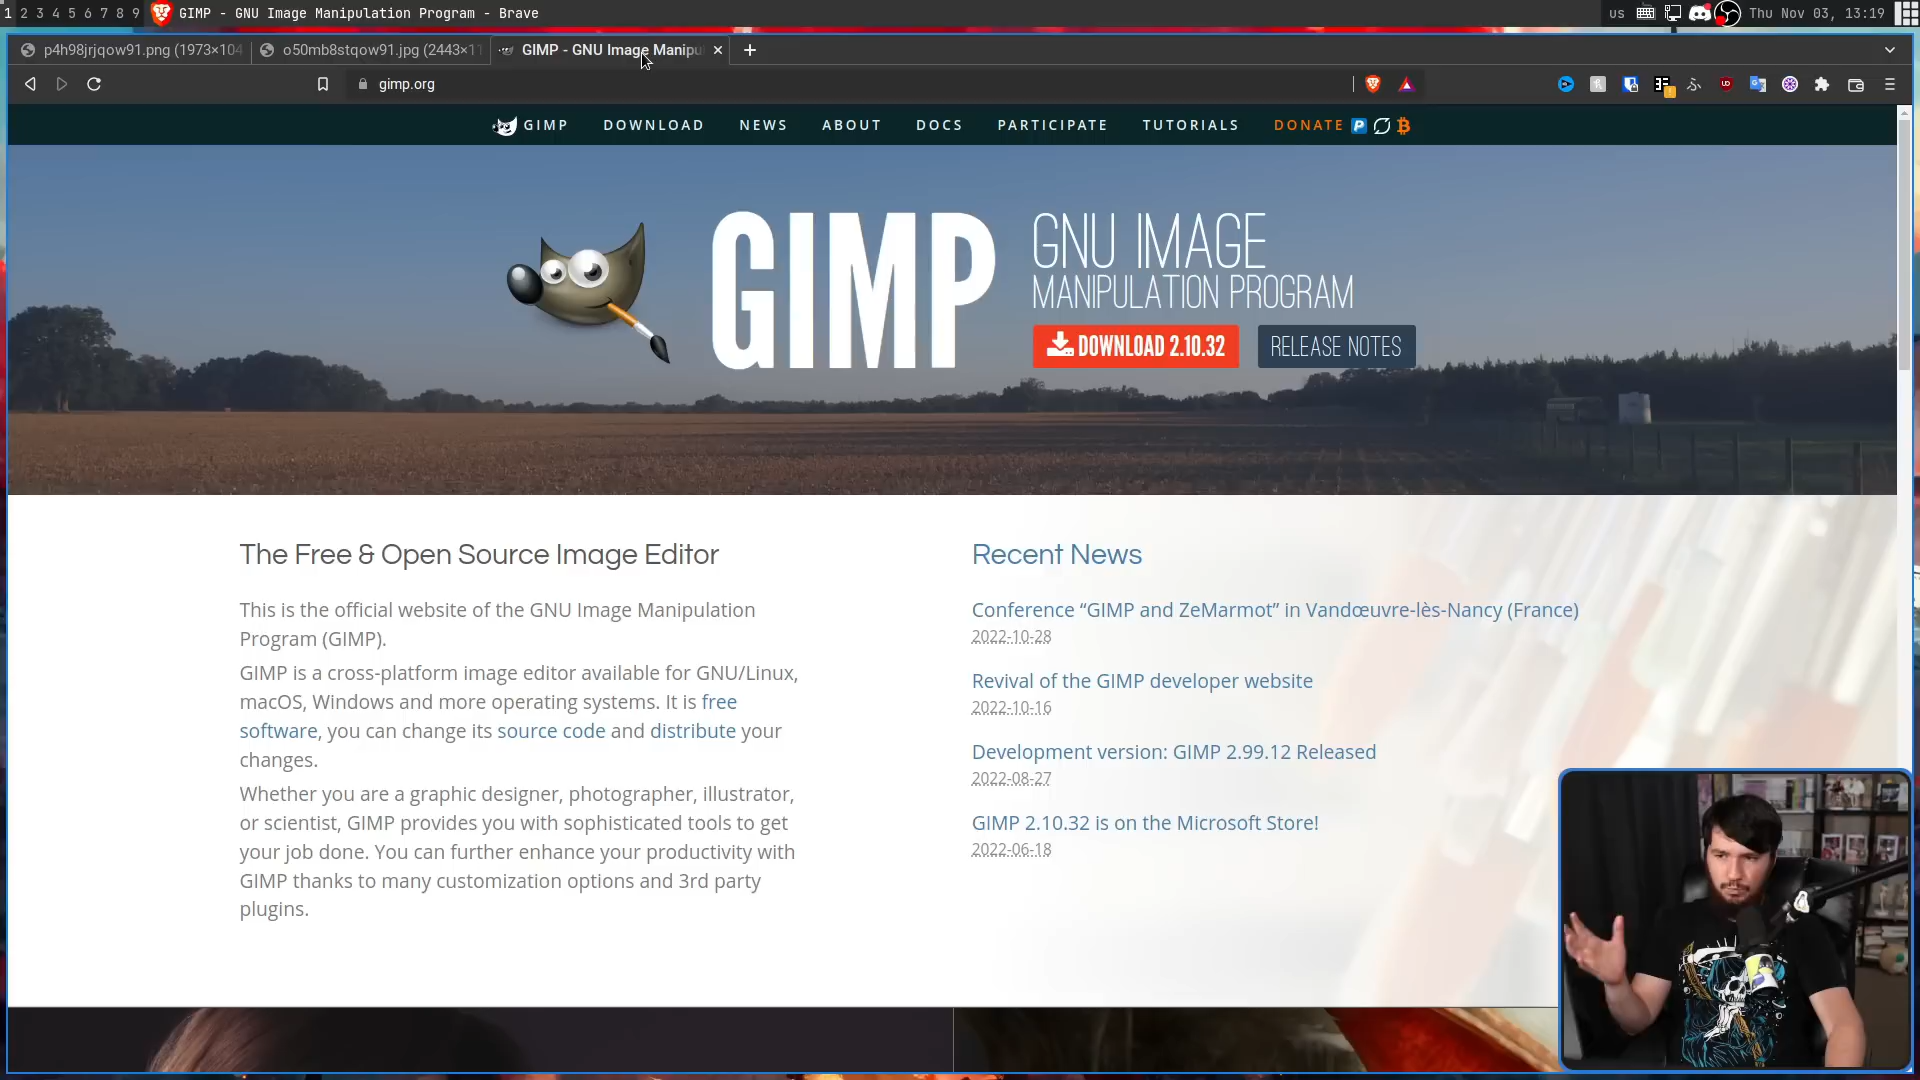 1 2 3 4 5 6 7 8 9 GIMP - GNU Image Manipulation Program - Brave
us Thu Nov 03, 13:19
p4h98jrjqow91.png (1973×104
o50mb8stqow91.jpg (2443×11
GIMP - GNU Image Manipu
gimp.org
GIMP DOWNLOAD NEWS ABOUT DOCS PARTICIPATE TUTORIALS DONATE
GIMP
GNU IMAGE
MANIPULATION PROGRAM
DOWNLOAD 2.10.32
RELEASE NOTES
The Free & Open Source Image Editor
This is the official website of the GNU Image Manipulation
Program (GIMP).
GIMP is a cross-platform image editor available for GNU/Linux,
macOS, Windows and more operating systems. It is free
software, you can change its source code and distribute your
changes.
Whether you are a graphic designer, photographer, illustrator,
or scientist, GIMP provides you with sophisticated tools to get
your job done. You can further enhance your productivity with
GIMP thanks to many customization options and 3rd party
plugins.
Recent News
Conference “GIMP and ZeMarmot” in Vandœuvre-lès-Nancy (France)
2022-10-28
Revival of the GIMP developer website
2022-10-16
Development version: GIMP 2.99.12 Released
2022-08-27
GIMP 2.10.32 is on the Microsoft Store!
2022-06-18